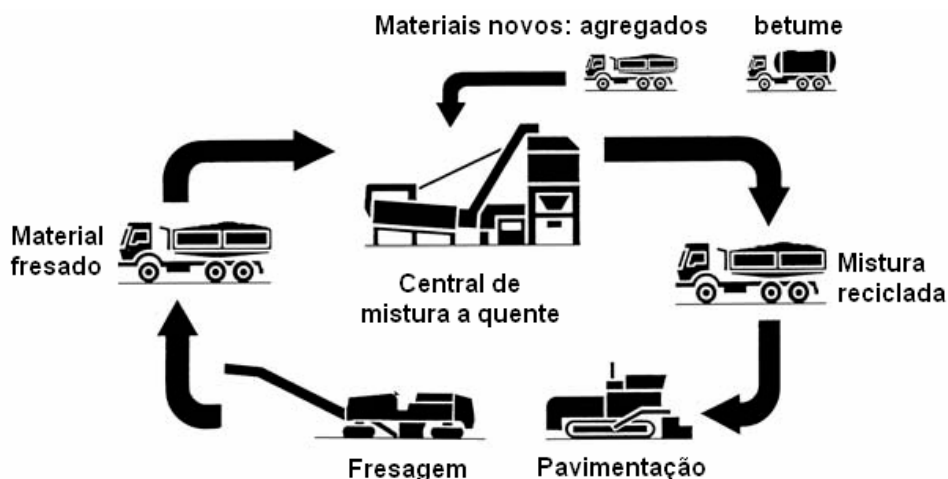 Materiais novos: agregados betume
Material
fresado
Central de
mistura a quente
Mistura
reciclada
Fresagem
Pavimentação